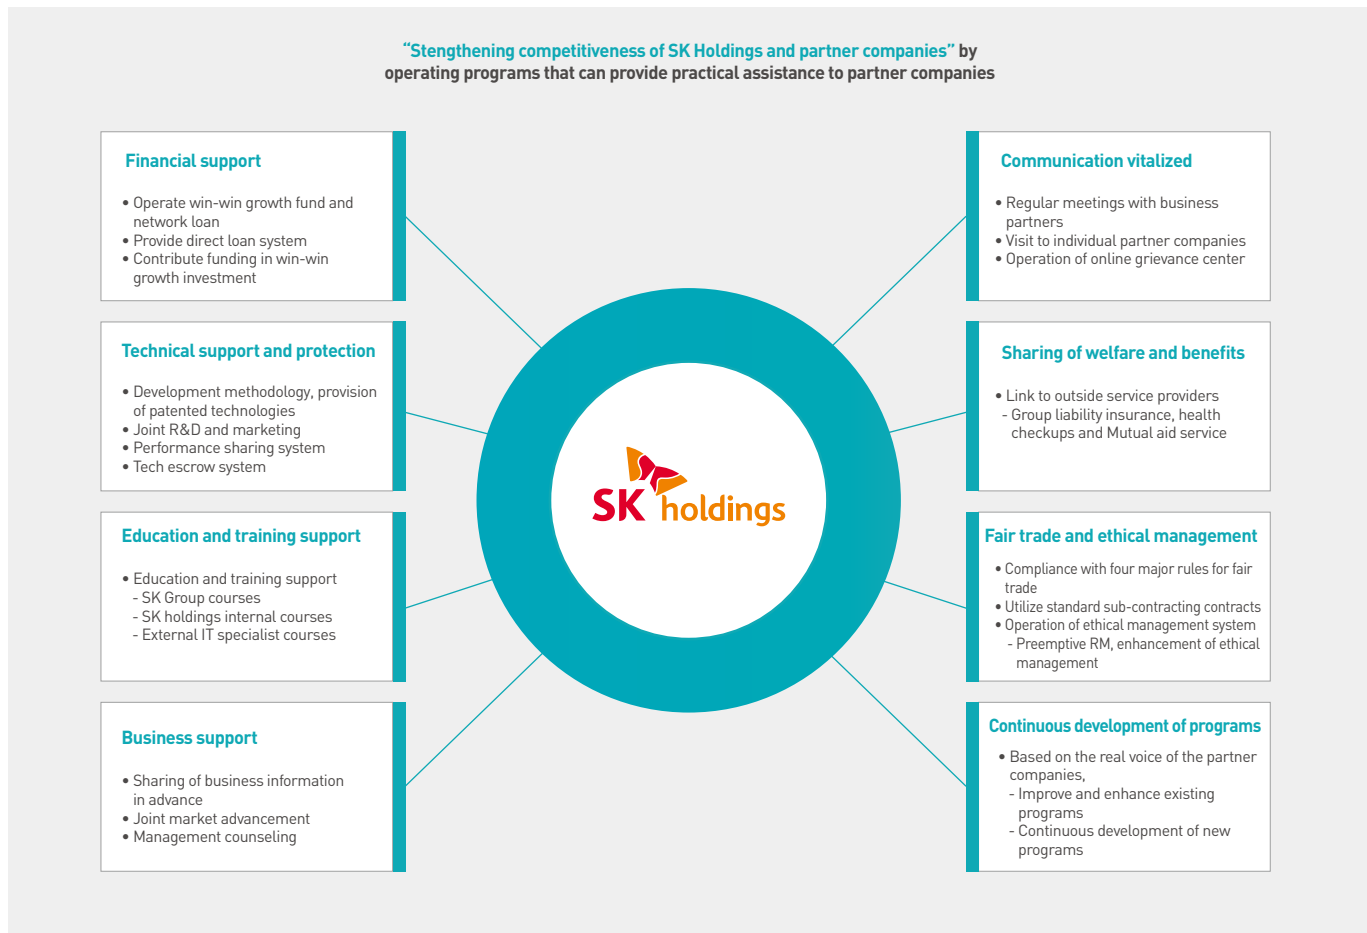 “Stengthening competitiveness of SK Holdings and partner companies” by
operating programs that can provide practical assistance to partner companies
Financial support
• Operate win-win growth fund and
network loan
• Provide direct loan system
• Contribute funding in win-win
growth investment
Technical support and protection
• Development methodology, provision
of patented technologies
• Joint R&D and marketing
• Performance sharing system
• Tech escrow system
Education and training support
• Education and training support
- SK Group courses
- SK holdings internal courses
- External IT specialist courses
Business support
• Sharing of business information
in advance
• Joint market advancement
• Management counseling
SK holdings
Communication vitalized
• Regular meetings with business
partners
• Visit to individual partner companies
• Operation of online grievance center
Sharing of welfare and benefits
• Link to outside service providers
- Group liability insurance, health
checkups and Mutual aid service
Fair trade and ethical management
• Compliance with four major rules for fair
trade
• Utilize standard sub-contracting contracts
• Operation of ethical management system
- Preemptive RM, enhancement of ethical
management
Continuous development of programs
• Based on the real voice of the partner
companies,
- Improve and enhance existing
programs
- Continuous development of new
programs